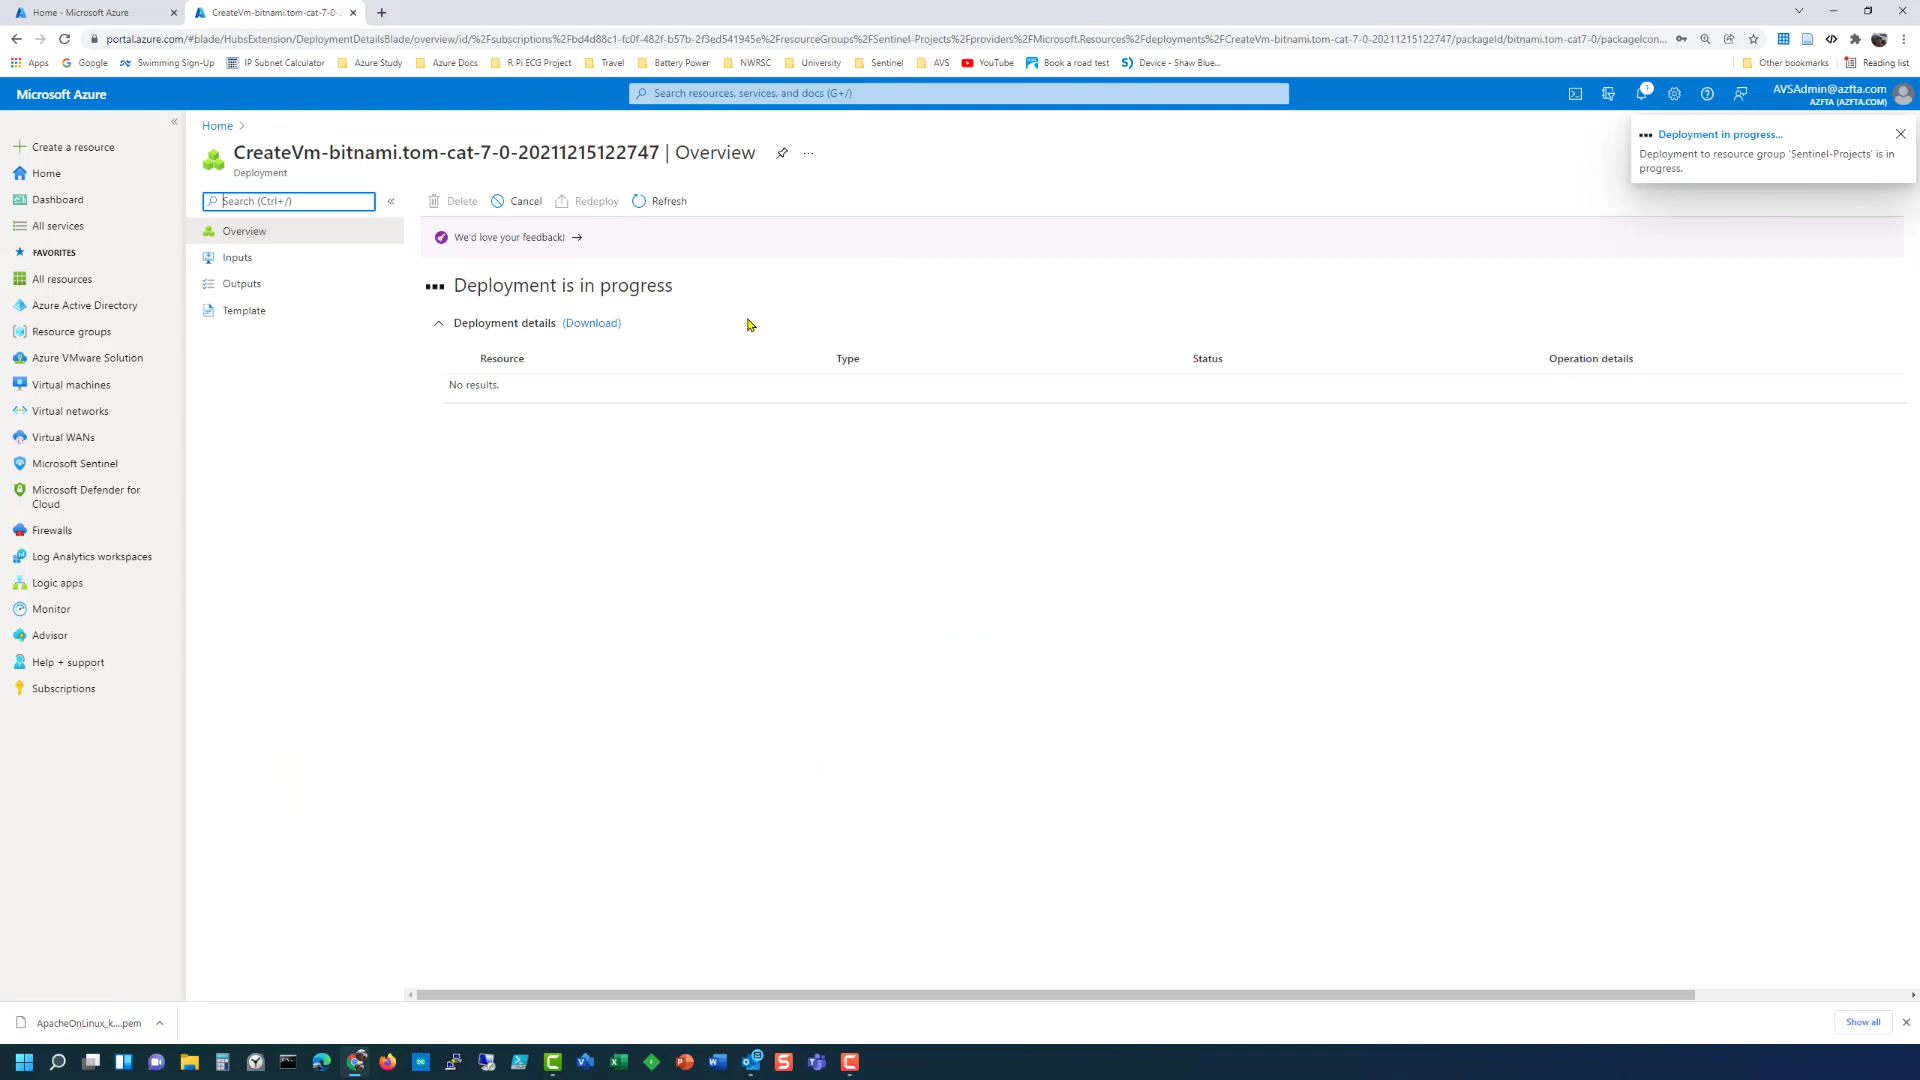 Home - Microsoft Azure
CreateVm-bitnami.tom-cat-7-0-2
portal.azure.com/#blade/HubsExtension/DeploymentDetailsBlade/overview/id/%2Fsubscriptions%2Fbd4d88c1-fc0f-482f-b57b-2f3ed541945e%2FresourceGroups%2FSentinel-Projects%2Fproviders%2FMicrosoft.Resources%2Fdeployments%2FCreateVm-bitnami.tom-cat-7-0-20211215122747/packageId/bitnami.tom-cat7-0/packageIcon...
Apps Google Swimming Sign-Up IP Subnet Calculator Azure Study Azure Docs R Pi ECG Project Travel Battery Power NWRSC University Sentinel AVS YouTube Book a road test Device - Shaw Blue... Other bookmarks Reading list
Microsoft Azure
Search resources, services, and docs (G+/)
1
AVSAdmin@azfta.com
AZFTA (AZFTA.COM)
Create a resource
Home
Dashboard
All services
FAVORITES
All resources
Azure Active Directory
Resource groups
Azure VMware Solution
Virtual machines
Virtual networks
Virtual WANs
Microsoft Sentinel
Microsoft Defender for
Cloud
Firewalls
Log Analytics workspaces
Logic apps
Monitor
Advisor
Help + support
Subscriptions
Home >
CreateVm-bitnami.tom-cat-7-0-20211215122747 | Overview
Deployment
Search (Ctrl+/)
Overview
Inputs
Outputs
Template
Delete Cancel Redeploy Refresh
We'd love your feedback! →
Deployment is in progress
Deployment details (Download)
Resource Type Status Operation details
No results.
Deployment in progress...
Deployment to resource group 'Sentinel-Projects' is in
progress.
ApacheOnLinux_k....pem
Show all